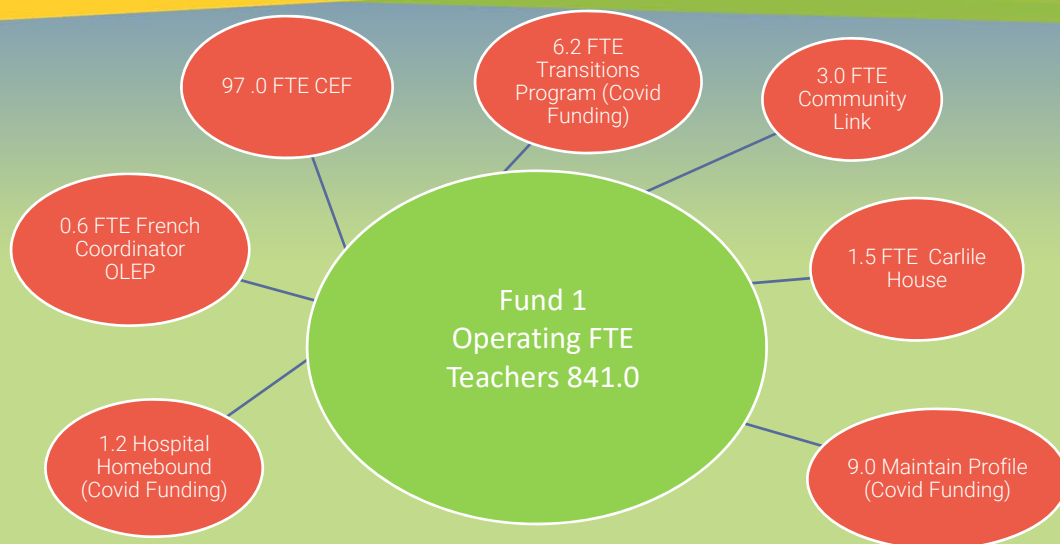 97 .0 FTE CEF
6.2 FTE
Transitions
Program (Covid
Funding)
3.0 FTE
Community
Link
0.6 FTE French
Coordinator
OLEP
1.5 FTE Carlile
House
Fund 1
Operating FTE
Teachers 841.0
1.2 Hospital
Homebound
(Covid Funding)
9.0 Maintain Profile
(Covid Funding)